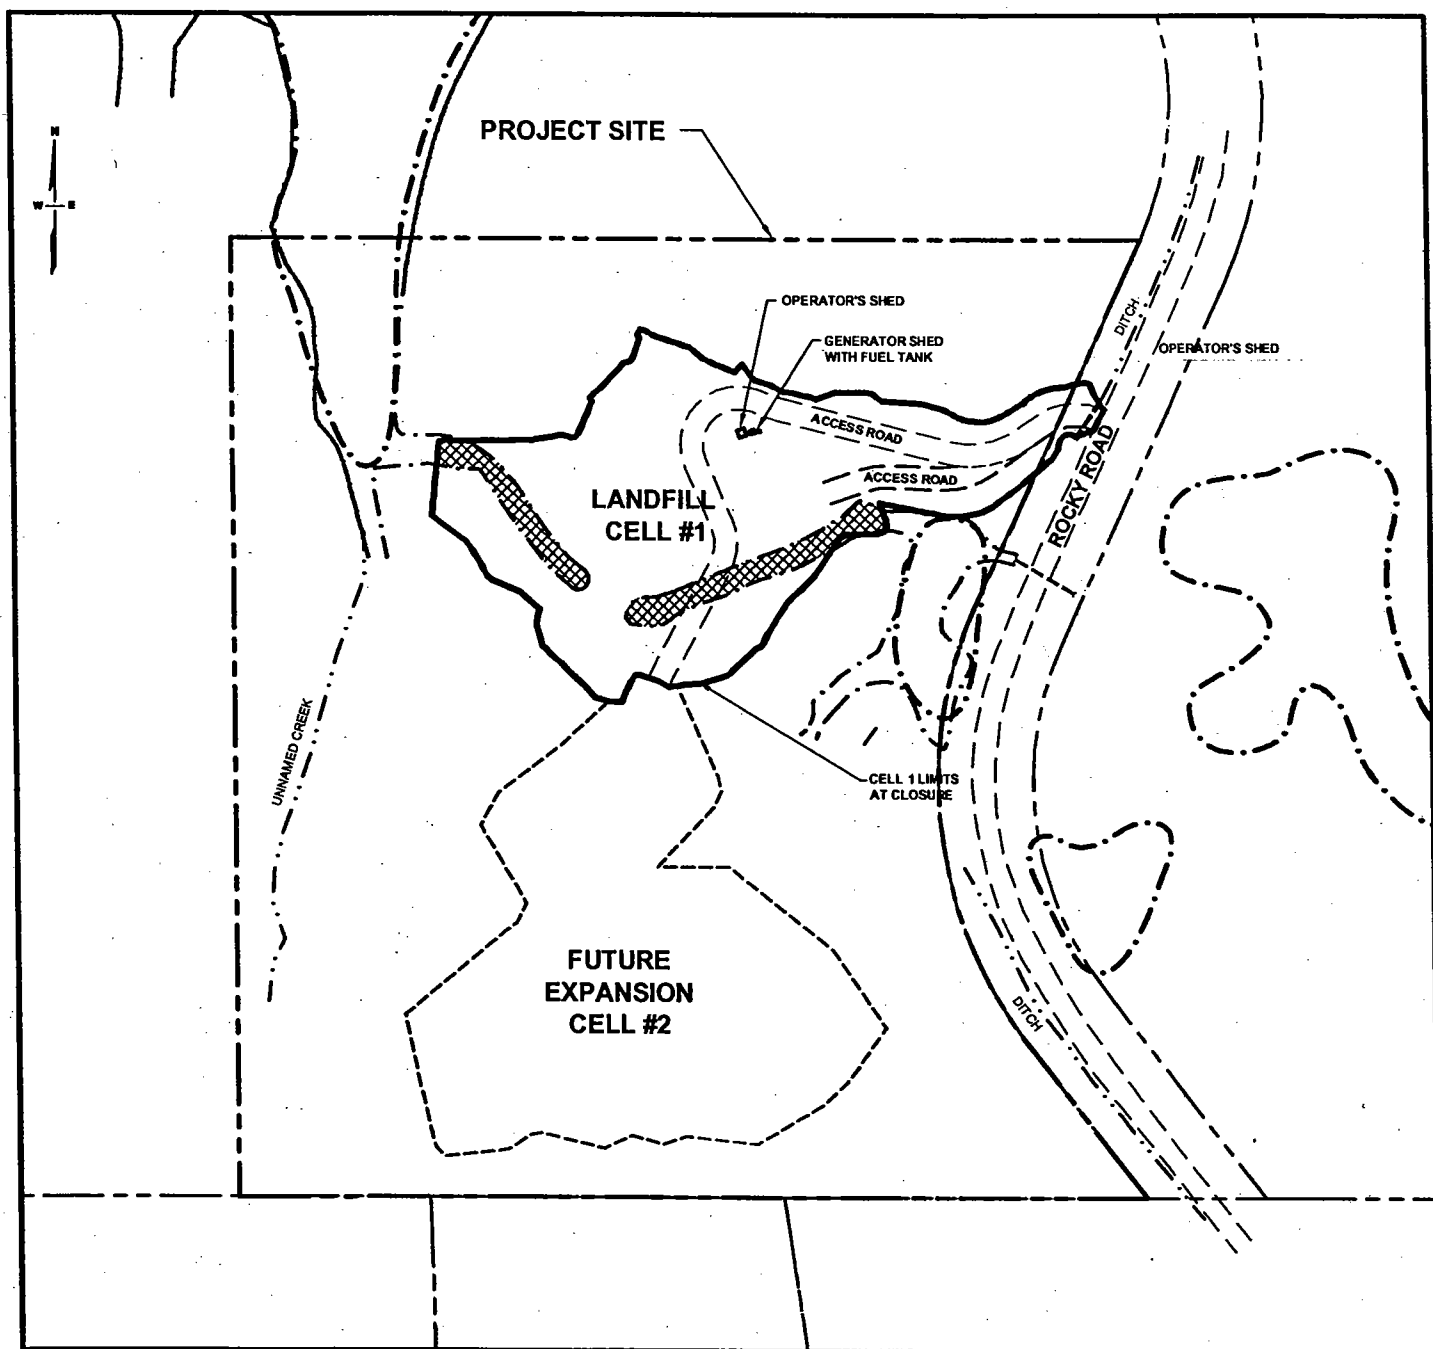 PROJECT SITE
N
W E
OPERATOR'S SHED
GENERATOR SHED
WITH FUEL TANK
DITCH
OPERATOR'S SHED
ACCESS ROAD
ACCESS ROAD
ROCKY ROAD
LANDFILL
CELL #1
UNNAMED CREEK
CELL 1 LIMITS
AT CLOSURE
FUTURE
EXPANSION
CELL #2
DITCH